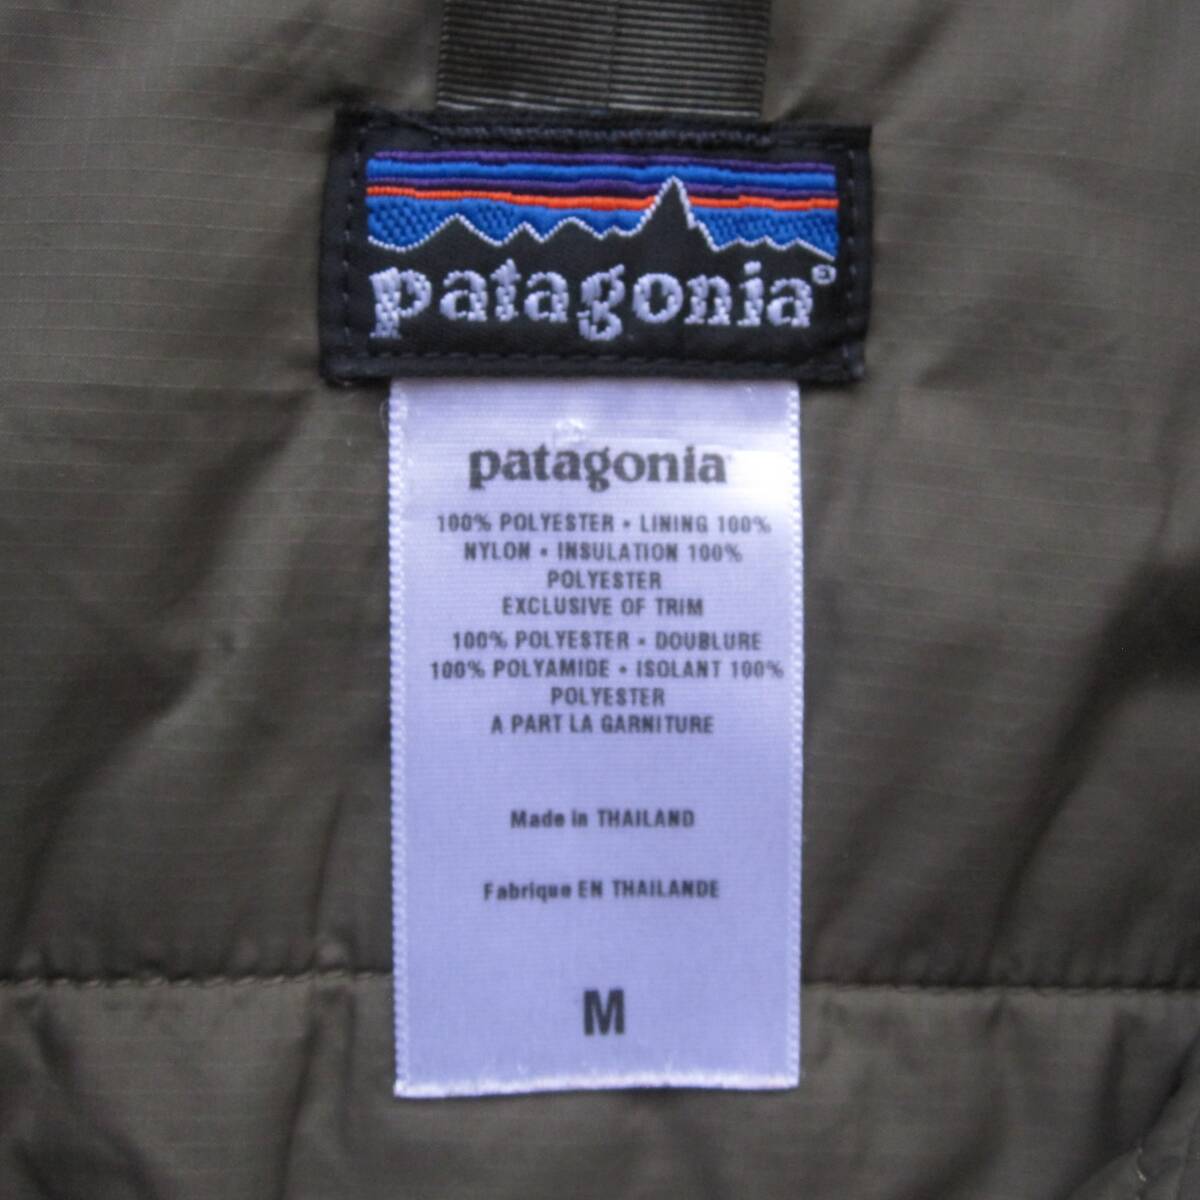 patagonia®
patagonia
100% POLYESTER • LINING 100%
NYLON • INSULATION 100%
POLYESTER
EXCLUSIVE OF TRIM
100% POLYESTER • DOUBLURE
100% POLYAMIDE • ISOLANT 100%
POLYESTER
A PART LA GARNITURE
Made in THAILAND
Fabrique EN THAILANDE
M